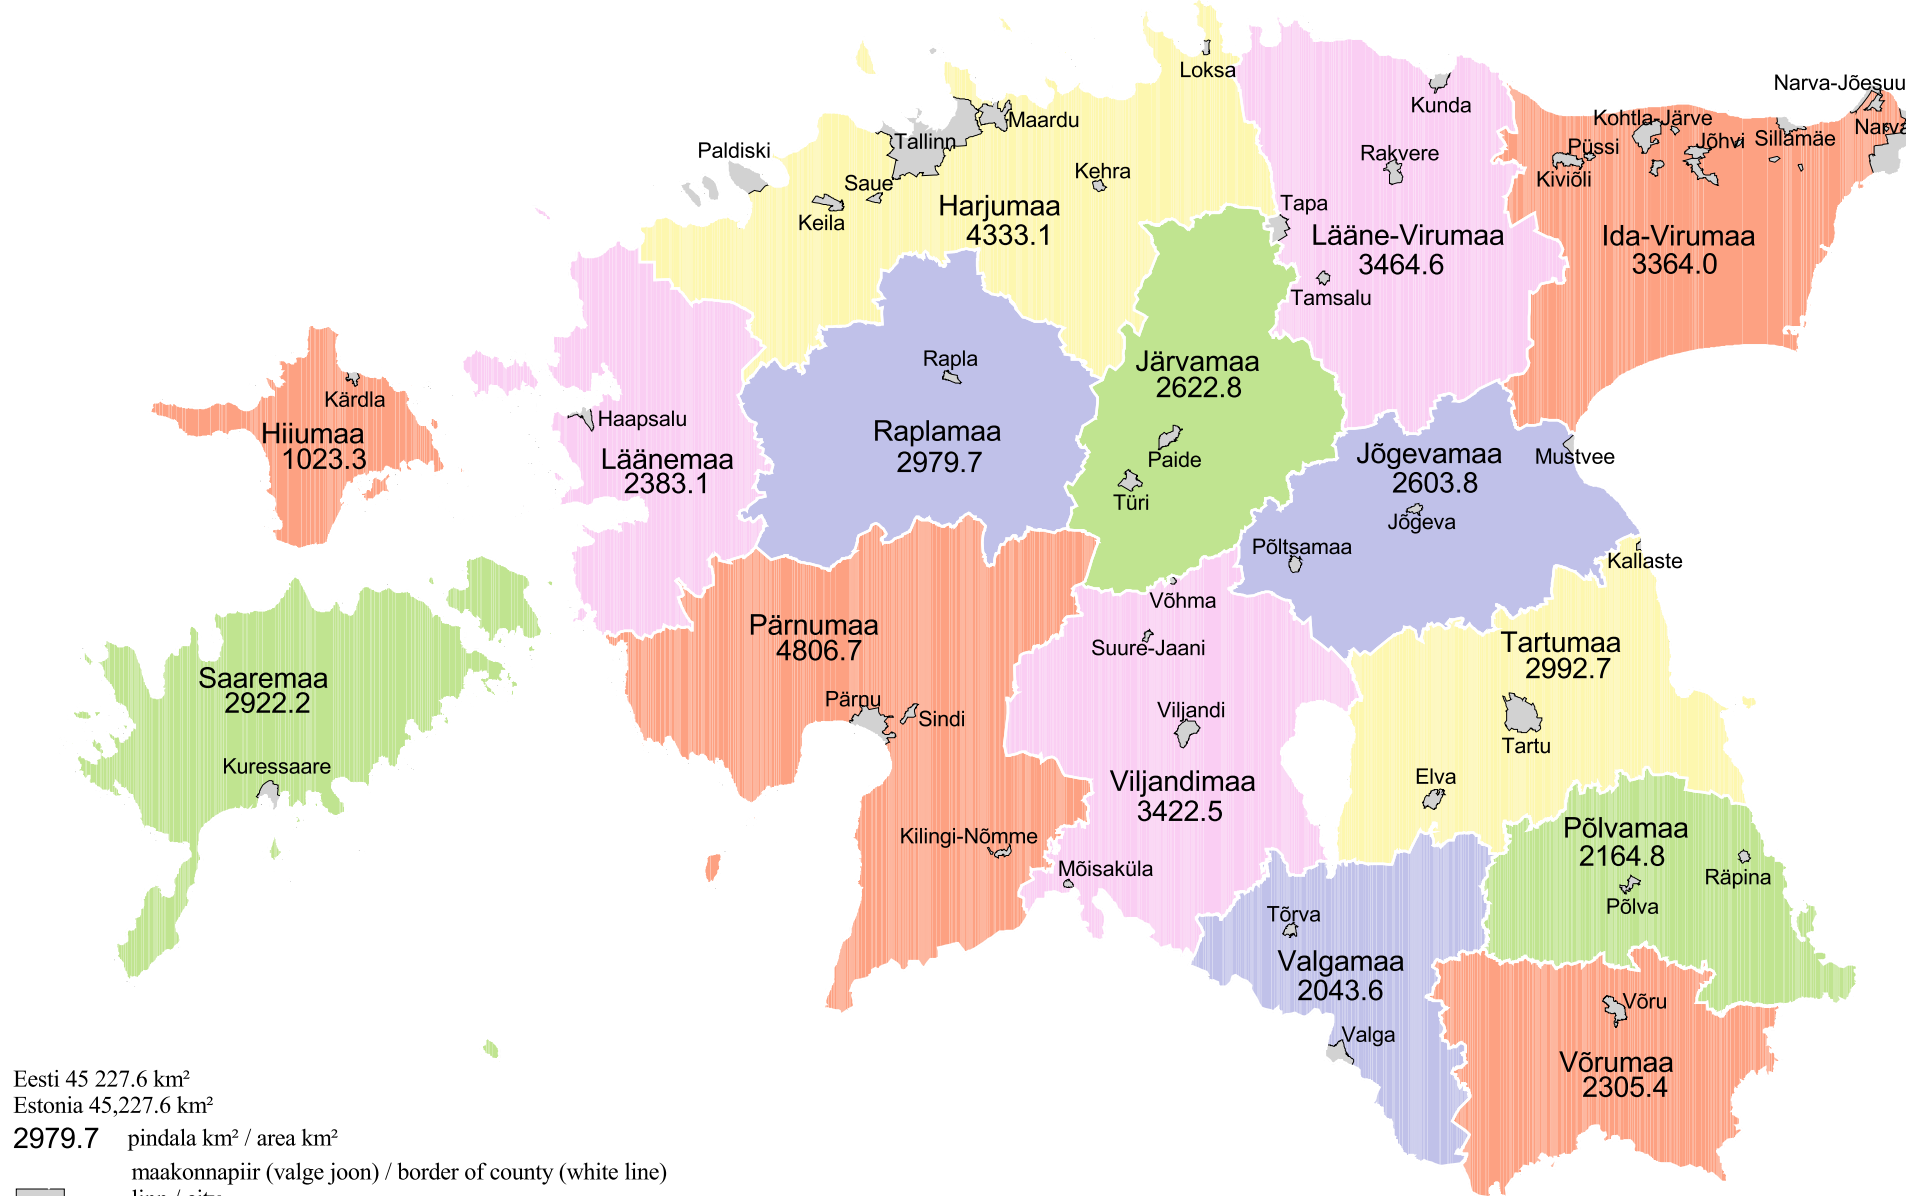 Loksa
Narva-Jõesuu
Kunda
Maardu
Kohtla-Järve
Narva
Tallinn
Püssi
Jõhvi
Sillamäe
Paldiski
Rakvere
Kehra
Kiviõli
Saue
Keila
Harjumaa
4333.1
Tapa
Lääne-Virumaa
3464.6
Ida-Virumaa
3364.0
Tamsalu
Rapla
Järvamaa
2622.8
Kärdla
Hiiumaa
1023.3
Haapsalu
Läänemaa
2383.1
Raplamaa
2979.7
Paide
Türi
Jõgevamaa
2603.8
Mustvee
Jõgeva
Põltsamaa
Kallaste
Võhma
Pärnumaa
4806.7
Suure-Jaani
Tartumaa
2992.7
Saaremaa
2922.2
Pärnu
Sindi
Viljandi
Tartu
Kuressaare
Elva
Viljandimaa
3422.5
Kilingi-Nõmme
Põlvamaa
2164.8
Mõisaküla
Räpina
Põlva
Tõrva
Valgamaa
2043.6
Võru
Valga
Võrumaa
2305.4
Eesti 45 227.6 km²
Estonia 45,227.6 km²
2979.7 pindala km² / area km²
maakonnapiir (valge joon) / border of county (white line)
linn / city